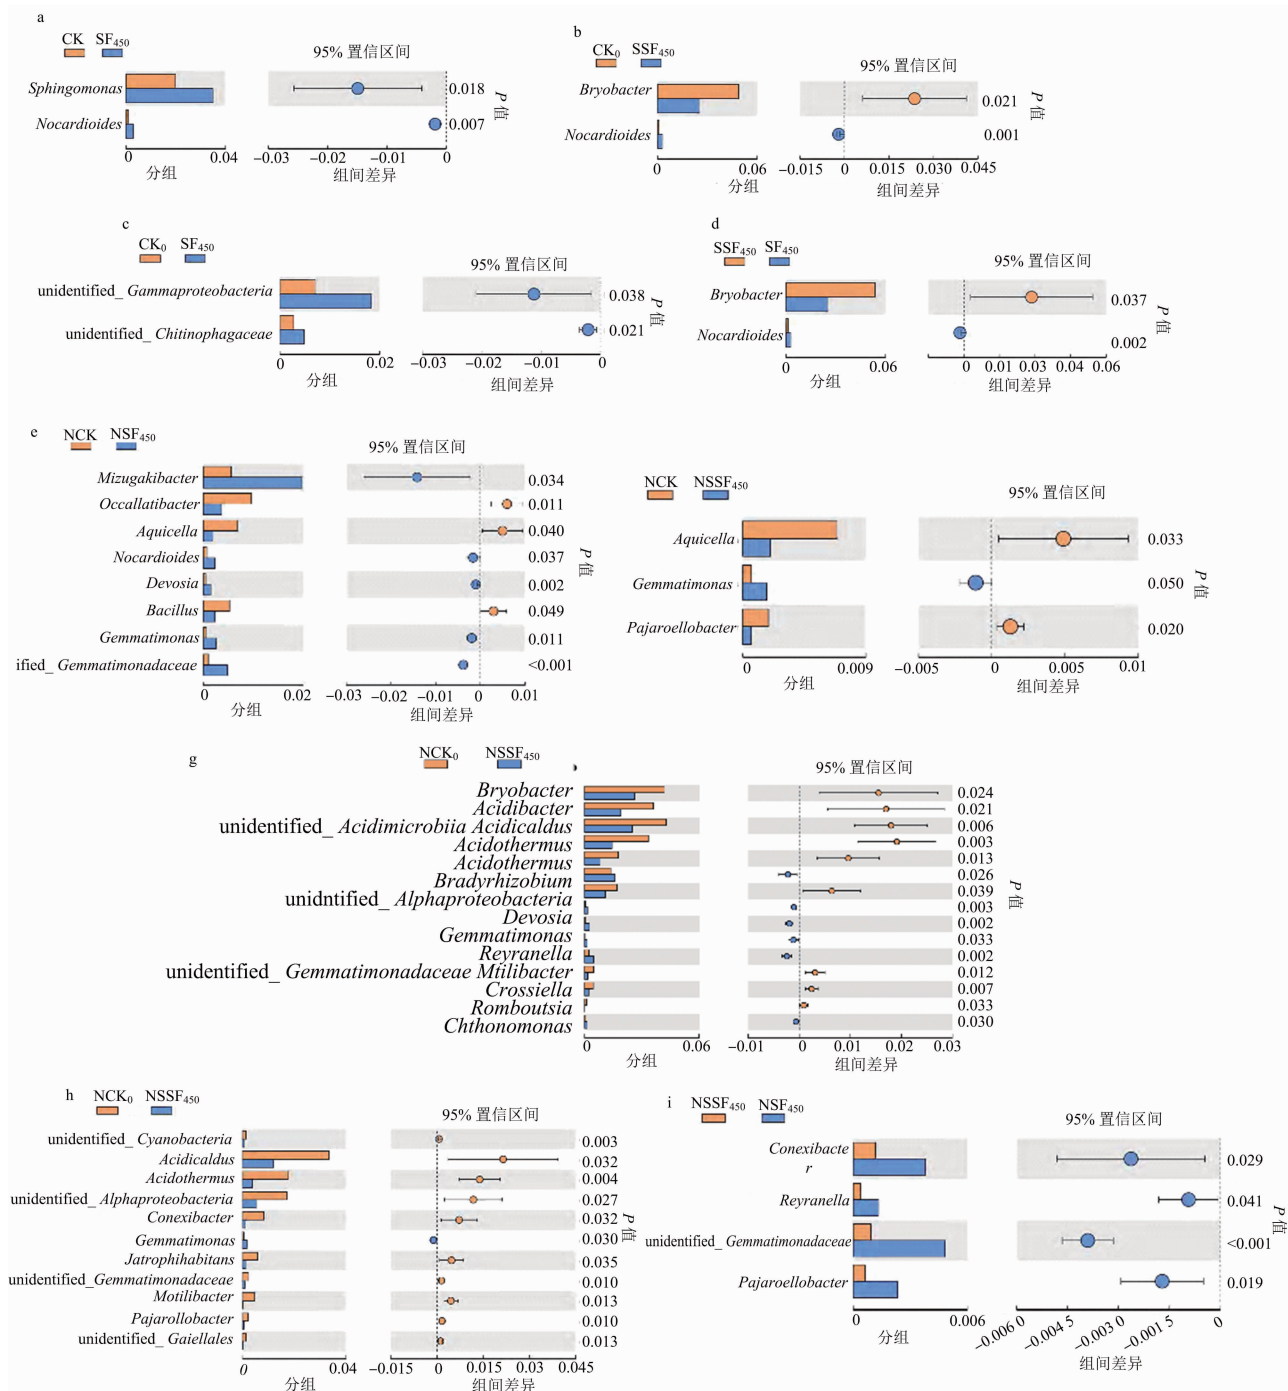 a
CK SF450
95% 置信区间
Sphingomonas
0.018
Nocardioides
0.007
P 值
0 0.04
−0.03 −0.02 −0.01 0
分组
组间差异
b
CK0 SSF450
95% 置信区间
Bryobacter
0.021
Nocardioides
0.001
P 值
0 0.06
−0.015 0 0.015 0.030 0.045
分组
组间差异
c
CK0 SF450
95% 置信区间
unidentified_ Gammaproteobacteria
0.038
unidentified_ Chitinophagaceae
0.021
P 值
0 0.02
−0.03 −0.02 −0.01 0
分组
组间差异
d
SSF450 SF450
95% 置信区间
Bryobacter
0.037
Nocardioides
0.002
P 值
0 0.06
0 0.01 0.03 0.04 0.06
分组
组间差异
e
NCK NSF450
95% 置信区间
Mizugakibacter
0.034
Occallatibacter
0.011
Aquicella
0.040
Nocardioides
0.037
Devosia
0.002
Bacillus
0.049
Gemmatimonas
0.011
ified_ Gemmatimonadaceae
<0.001
P 值
0 0.02
−0.03 −0.02 −0.01 0 0.01
分组
组间差异
NCK NSSF450
95% 置信区间
Aquicella
0.033
Gemmatimonas
0.050
Pajaroellobacter
0.020
P 值
0 0.009
−0.005 0 0.005 0.01
分组
组间差异
g
NCK0 NSSF450
95% 置信区间
Bryobacter
0.024
Acidibacter
0.021
unidentified_ Acidimicrobiia Acidicaldus
0.006
Acidothermus
0.003
Acidothermus
0.013
Bradyrhizobium
0.026
unidntified_ Alphaproteobacteria
0.039
0.003
Devosia
0.002
Gemmatimonas
0.033
Reyranella
0.002
unidentified_ Gemmatimonadaceae Mtilibacter
0.012
Crossiella
0.007
Romboutsia
0.033
Chthonomonas
0.030
P 值
0 0.06
−0.01 0 0.01 0.02 0.03
分组
组间差异
h
NCK0 NSSF450
95% 置信区间
unidentified_ Cyanobacteria
0.003
Acidicaldus
0.032
Acidothermus
0.004
unidentified_ Alphaproteobacteria
0.027
Conexibacter
0.032
Gemmatimonas
0.030
Jatrophihabitans
0.035
unidentified_Gemmatimonadaceae
0.010
Motilibacter
0.013
Pajarollobacter
0.010
unidentified_ Gaiellales
0.013
P 值
0 0.04
−0.015 0 0.015 0.03 0.045
分组
组间差异
i
NSSF450 NSF450
95% 置信区间
Conexibacte
r
0.029
Reyranella
0.041
unidentified_ Gemmatimonadaceae
<0.001
Pajaroellobacter
0.019
P 值
0 0.006
−0.006 0 −0.004 5 −0.003 0 −0.001 5 0
分组
组间差异